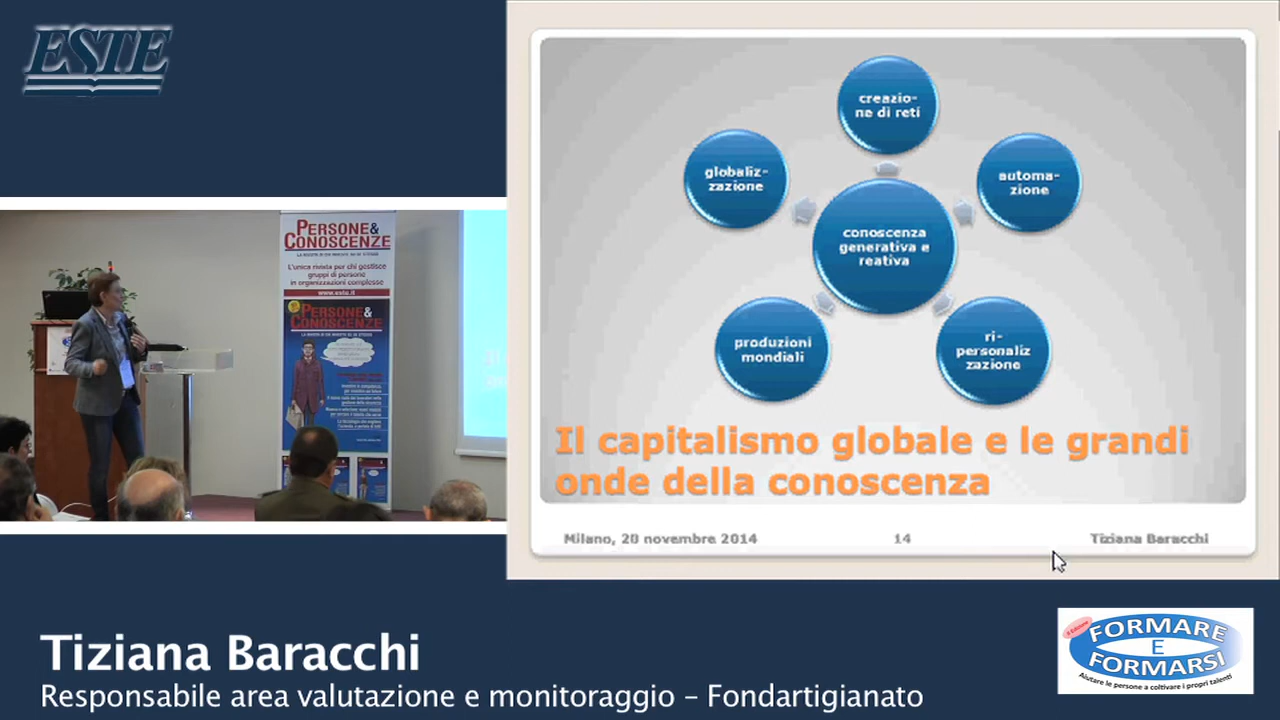 ESTE
creazio-
ne di reti
globaliz-
zazione
automa-
zione
conoscenza
generativa e
reativa
produzioni
mondiali
ri-
personaliz
zazione
Il capitalismo globale e le grandi
onde della conoscenza
Milano, 20 novembre 2014
14
Tiziana Baracchi
PERSONE&
CONOSCENZE
L'unica rivista per chi gestisce
gruppi di persone
in organizzazioni complesse
www.este.it
PERSONE&
CONOSCENZE
Tiziana Baracchi
Responsabile area valutazione e monitoraggio – Fondartigianato
FORMARE
E
FORMARSI
Aiutare le persone a coltivare i propri talenti